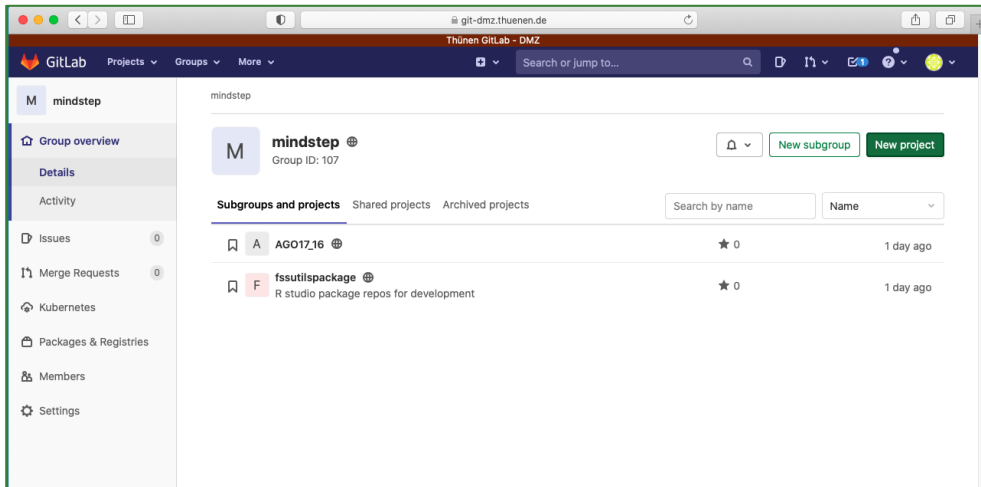 git-dmz.thuenen.de
Thünen GitLab - DMZ
GitLab Projects Groups More Search or jump to... 1
M mindstep
mindstep
Group overview
Details
Activity
Issues 0
Merge Requests 0
Kubernetes
Packages & Registries
Members
Settings
M
mindstep
Group ID: 107
New subgroup
New project
Subgroups and projects Shared projects Archived projects
Search by name
Name
A AGO17_16 0 1 day ago
F fssutilspackage 0 1 day ago
R studio package repos for development